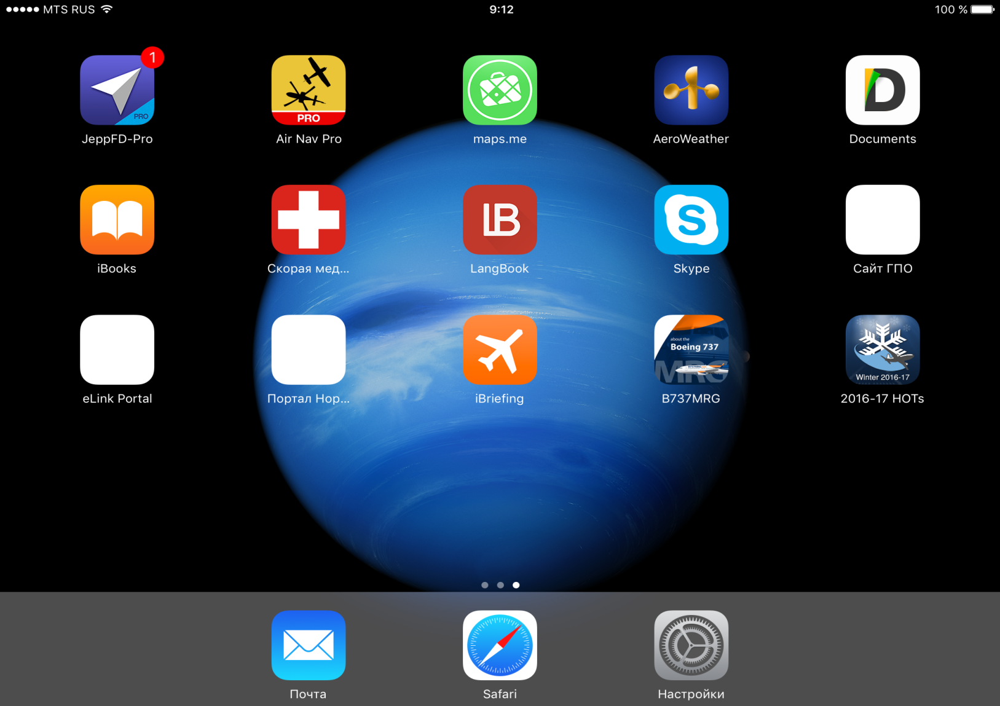 MTS RUS
9:12
100 %
1
PRO
JeppFD-Pro
PRO
Air Nav Pro
maps.me
AeroWeather
D
Documents
iBooks
Скорая мед...
LB
LangBook
S
Skype
Сайт ГПО
eLink Portal
Портал Нор...
iBriefing
about the
Boeing 737
MRG
B737MRG
Winter 2016-17
2016-17 HOTs
Почта
Safari
Настройки